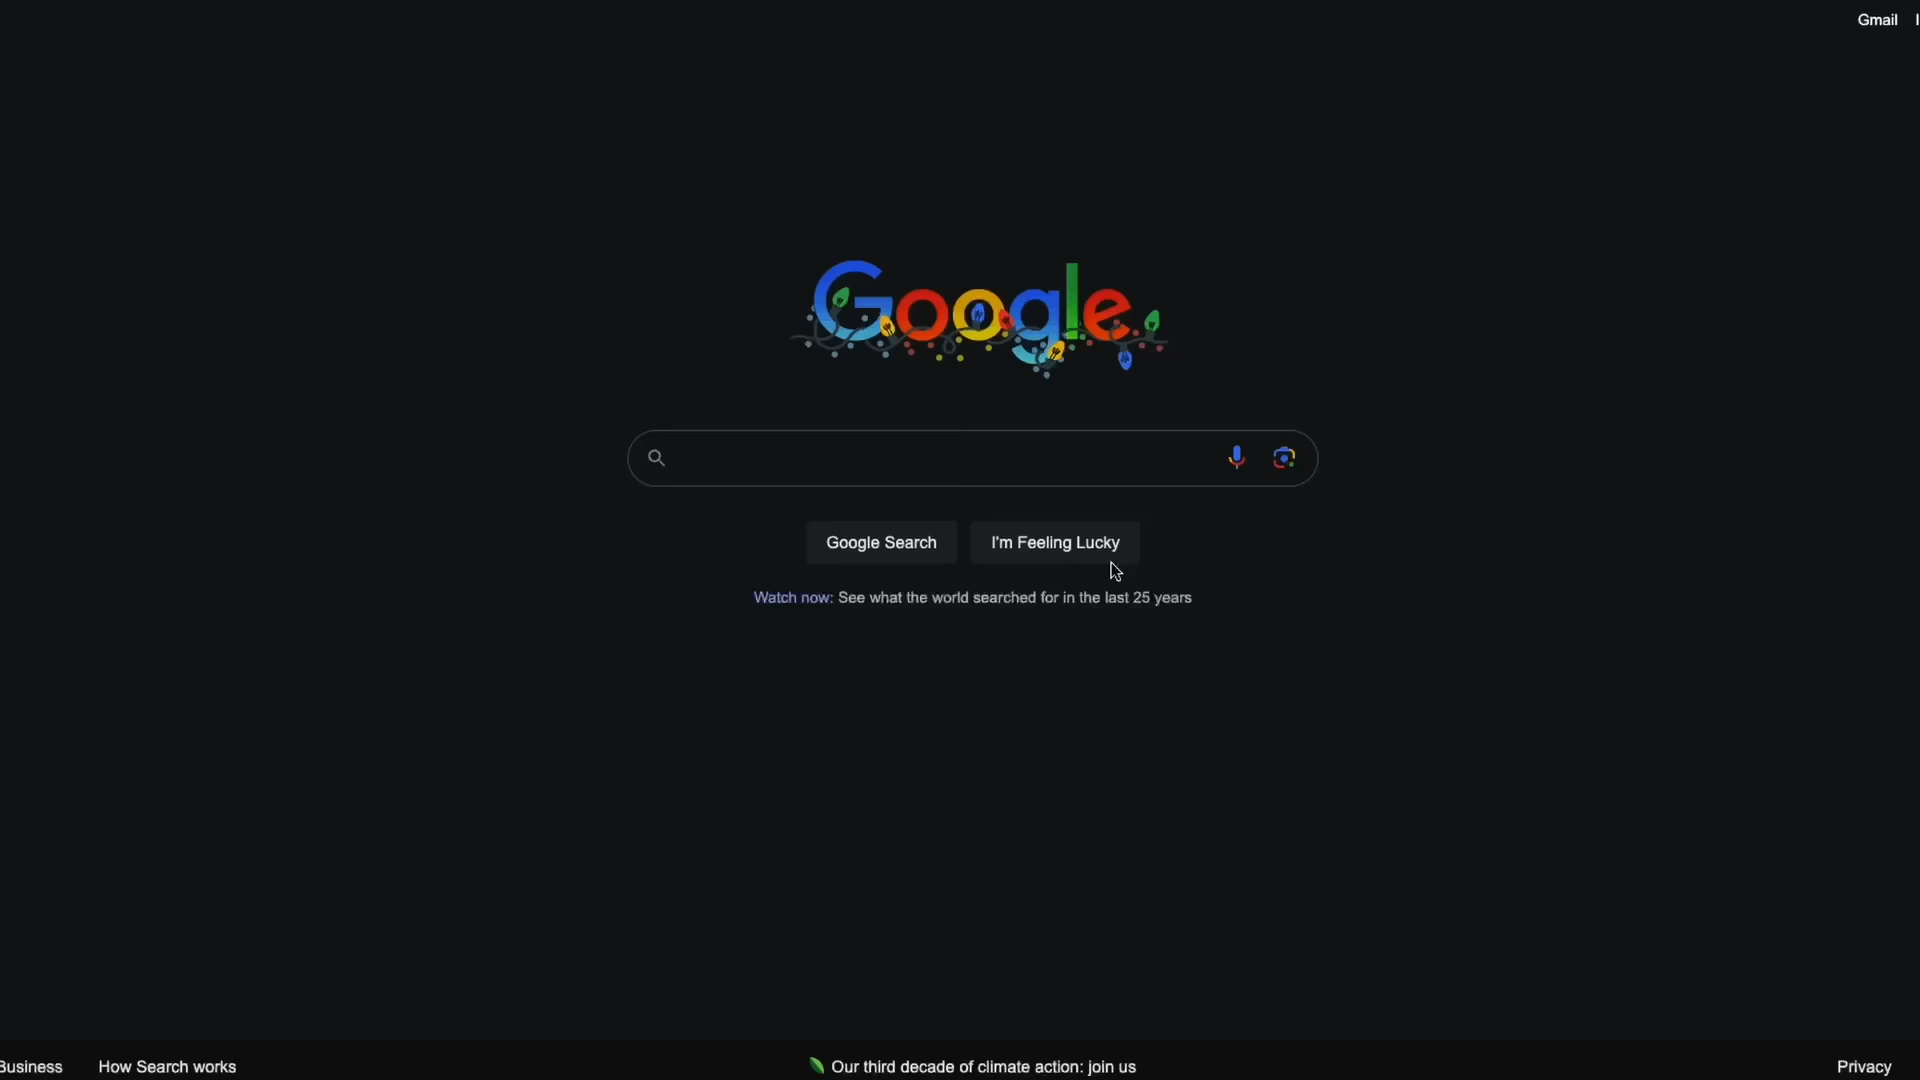 Gmail
Google
Google Search
I'm Feeling Lucky
Watch now: See what the world searched for in the last 25 years
Business
How Search works
Our third decade of climate action: join us
Privacy